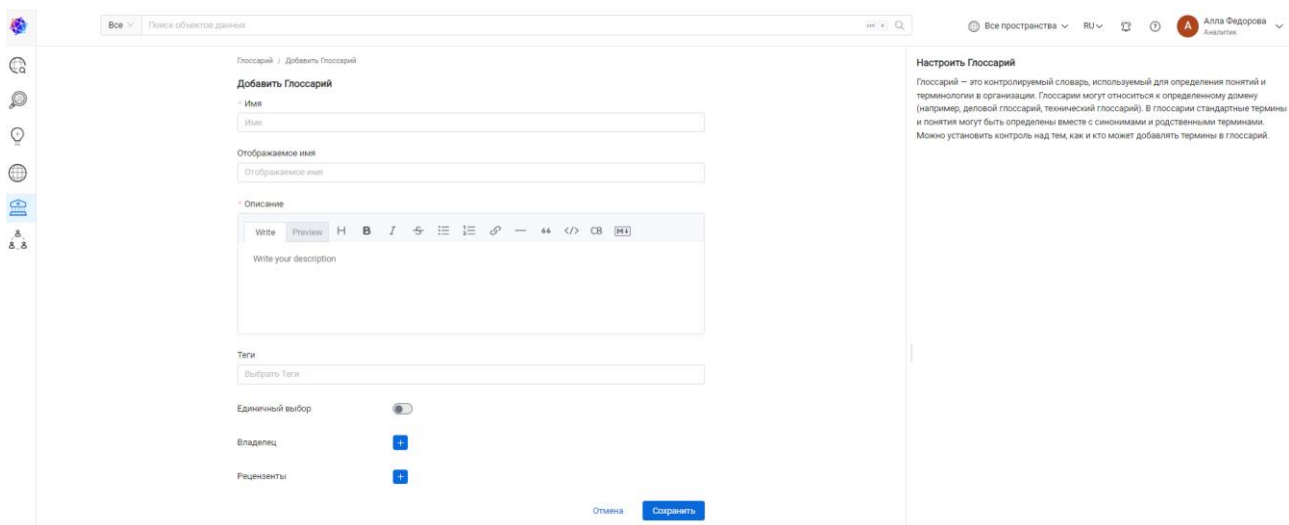 Все
Поиск объектов данных
Все пространства
RU
A
Алла Федорова
Аналитик
Глоссарий / Добавить Глоссарий
Добавить Глоссарий
* Имя
Имя
Отображаемое имя
Отображаемое имя
* Описание
Write Preview H B I S 66 </> CB M↓
Write your description
Теги
Выбрать Теги
Единичный выбор
Владелец
+
Рецензенты
+
Отмена
Сохранить
Настроить Глоссарий
Глоссарий — это контролируемый словарь, используемый для определения понятий и
терминологии в организации. Глоссарии могут относиться к определенному домену
(например, деловой глоссарий, технический глоссарий). В глоссарии стандартные термины
и понятия могут быть определены вместе с синонимами и родственными терминами.
Можно установить контроль над тем, как и кто может добавлять термины в глоссарий.